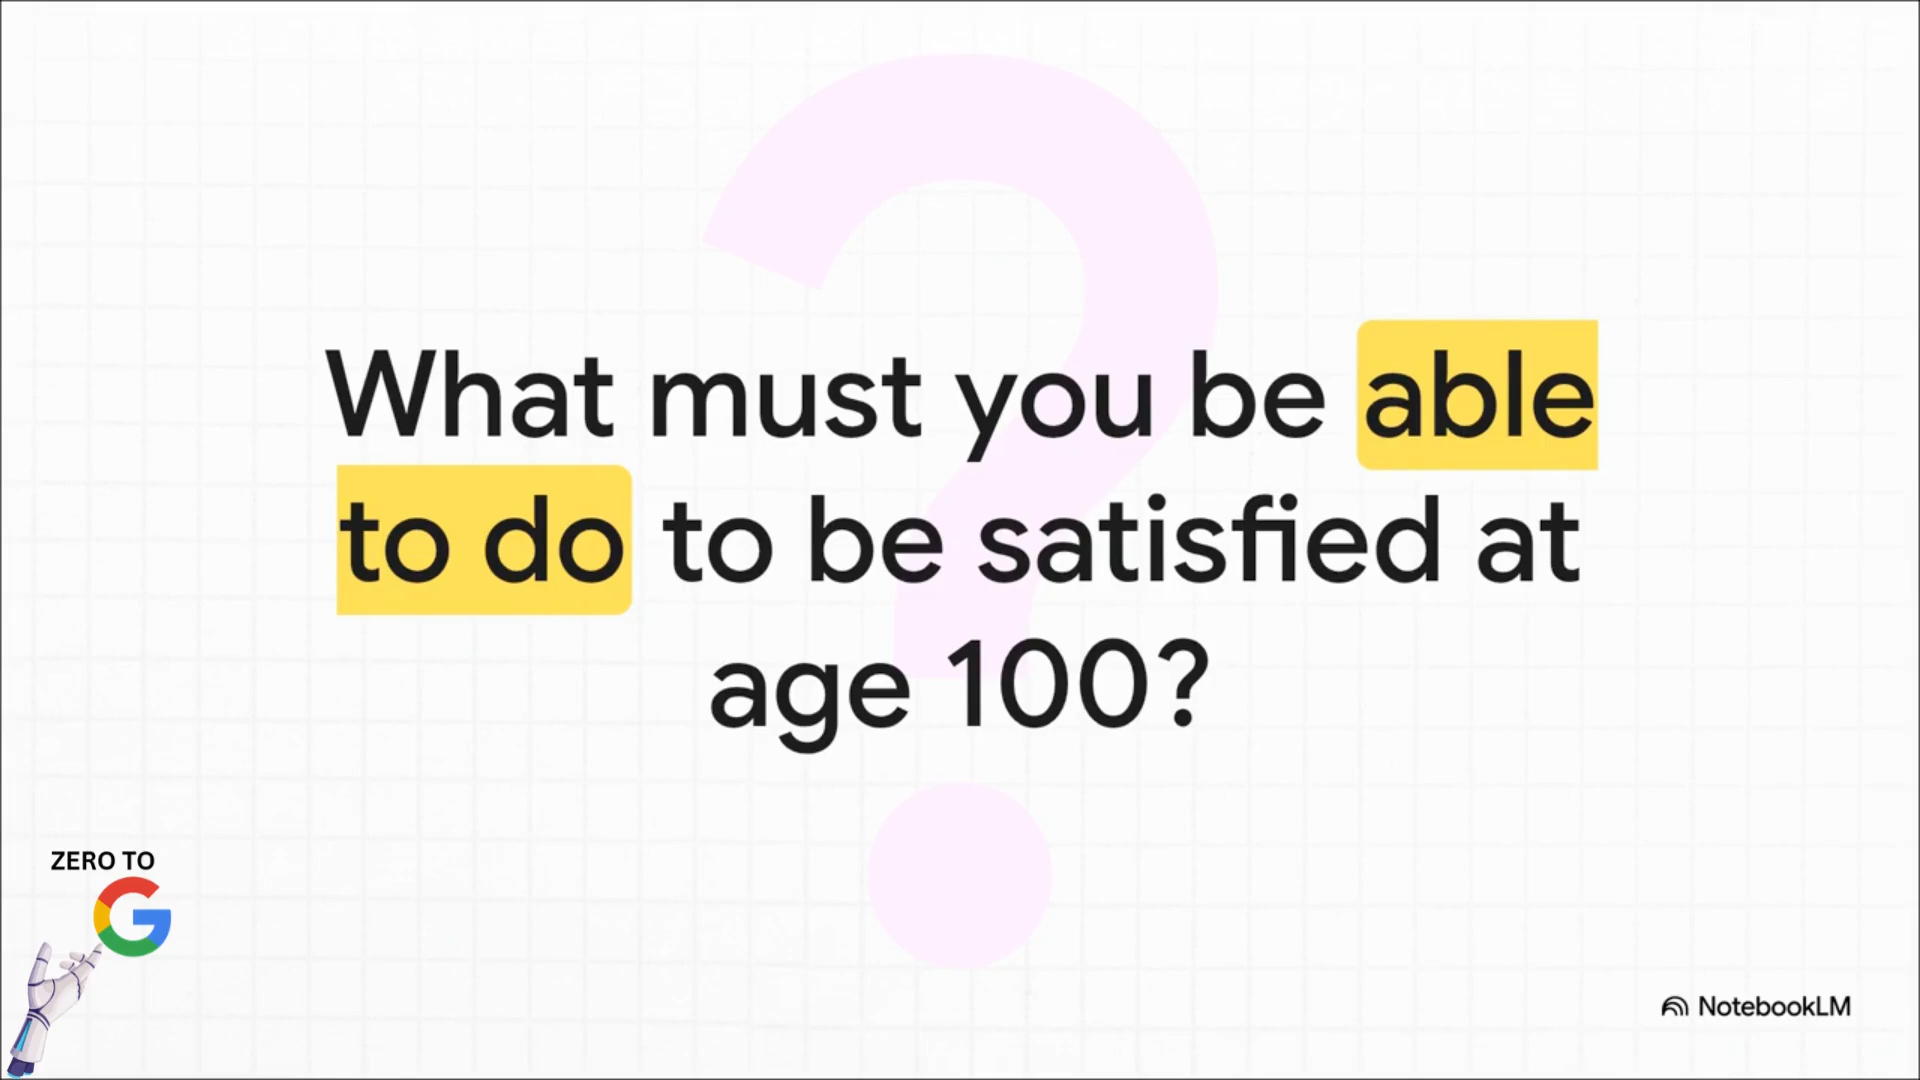 What must you be able
to do to be satisfied at
age 100?
ZERO TO
G
NotebookLM